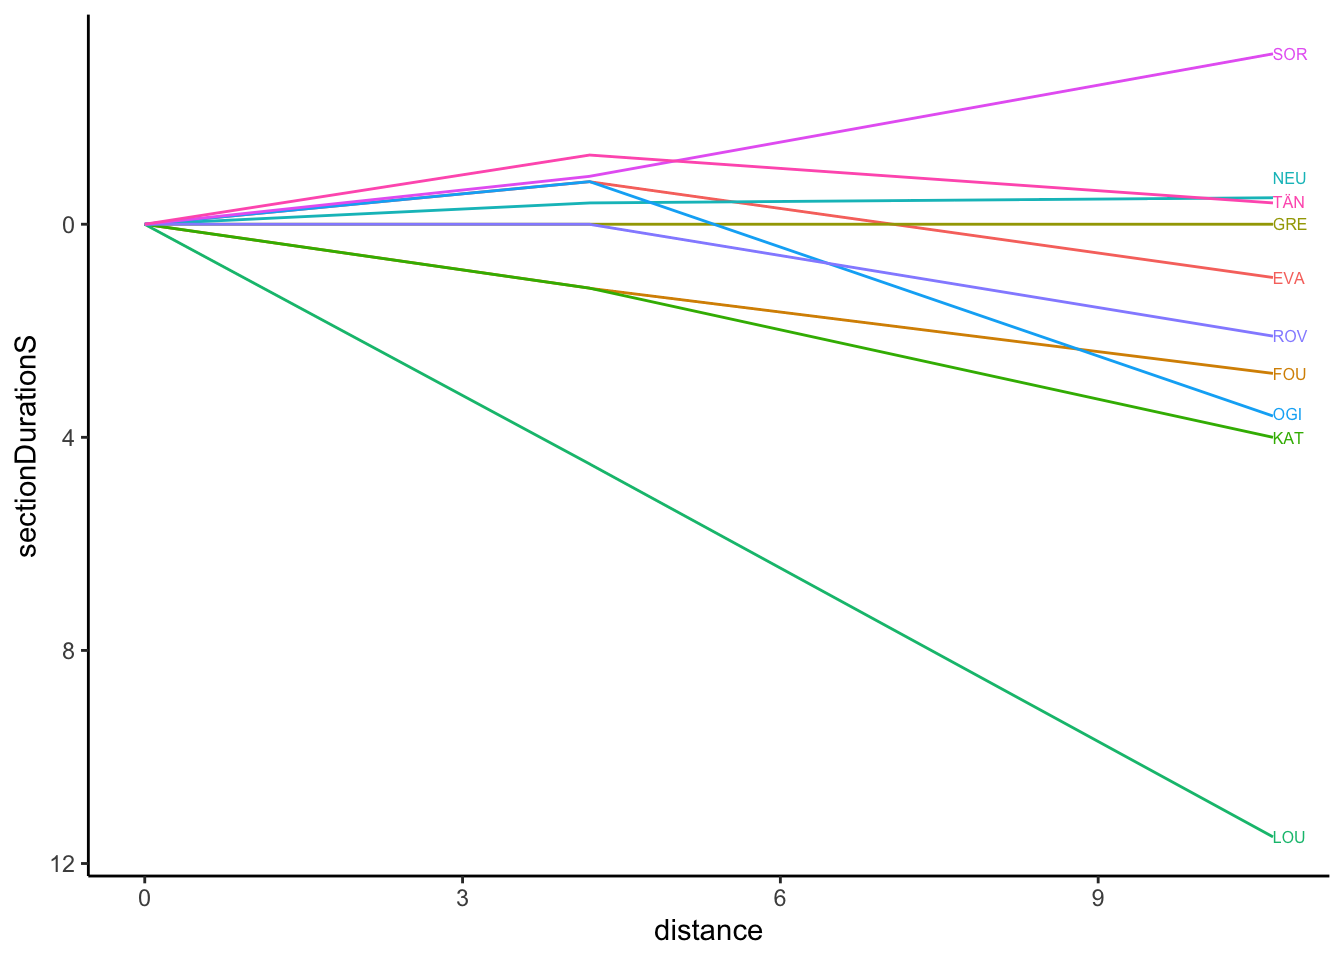 SOR
NEU
TÄN
GRE
EVA
ROV
FOU
OGI
KAT
LOU
0
4
8
12
sectionDurationS
0 3 6 9
distance